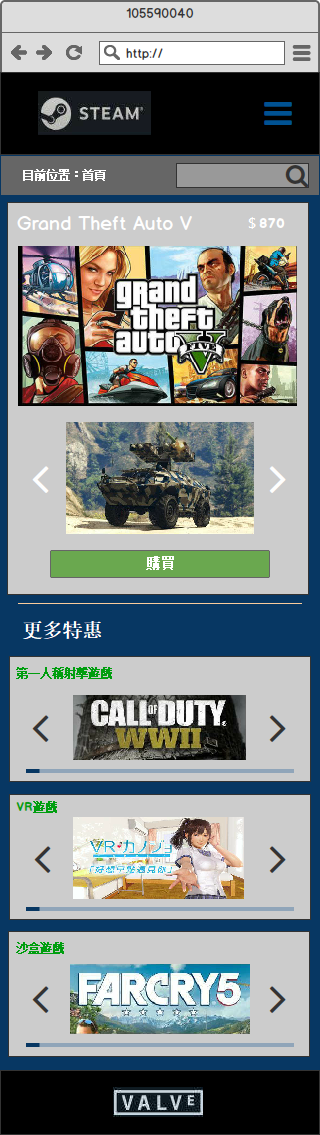 105590040
http://
STEAM®
目前位置：首頁
Grand Theft Auto V
$ 870
grand
theft
auto
V
FIVE
購買
更多特惠
第一人稱射擊遊戲
CALL OF DUTY®
WWII
VR遊戲
VR•カノジョ
沙盒遊戲
FARCRY5
VALVE